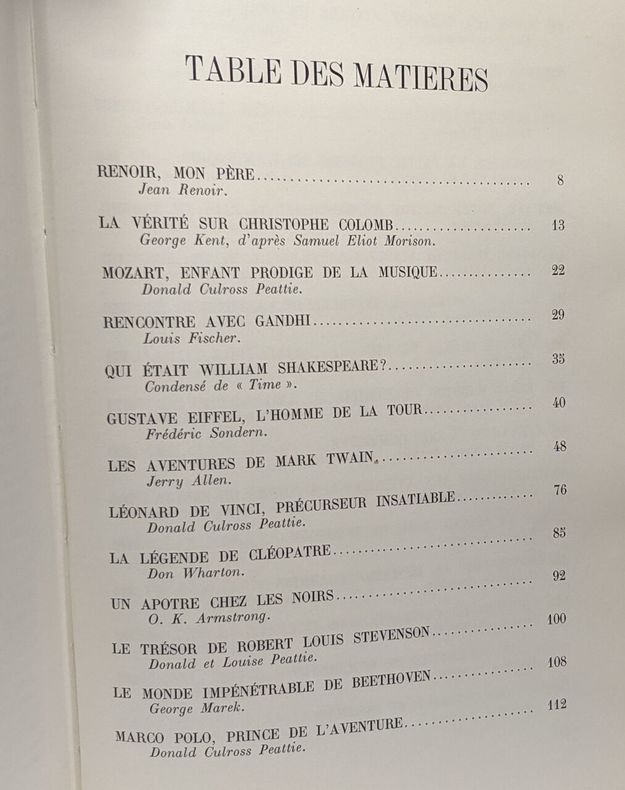 TABLE DES MATIERES
RENOIR, MON PÈRE........................................ 8
Jean Renoir.
LA VÉRITÉ SUR CHRISTOPHE COLOMB..................... 13
George Kent, d'après Samuel Eliot Morison.
MOZART, ENFANT PRODIGE DE LA MUSIQUE.............. 22
Donald Culross Peattie.
RENCONTRE AVEC GANDHI................................. 29
Louis Fischer.
QUI ÉTAIT WILLIAM SHAKESPEARE?...................... 35
Condensé de « Time ».
GUSTAVE EIFFEL, L'HOMME DE LA TOUR................ 40
Frédéric Sondern.
LES AVENTURES DE MARK TWAIN........................ 48
Jerry Allen.
LÉONARD DE VINCI, PRÉCURSEUR INSATIABLE............ 76
Donald Culross Peattie.
LA LÉGENDE DE CLÉOPATRE.............................. 85
Don Wharton.
UN APOTRE CHEZ LES NOIRS............................. 92
O. K. Armstrong.
LE TRÉSOR DE ROBERT LOUIS STEVENSON................ 100
Donald et Louise Peattie.
LE MONDE IMPÉNÉTRABLE DE BEETHOVEN............... 108
George Marek.
MARCO POLO, PRINCE DE L'AVENTURE................... 112
Donald Culross Peattie.